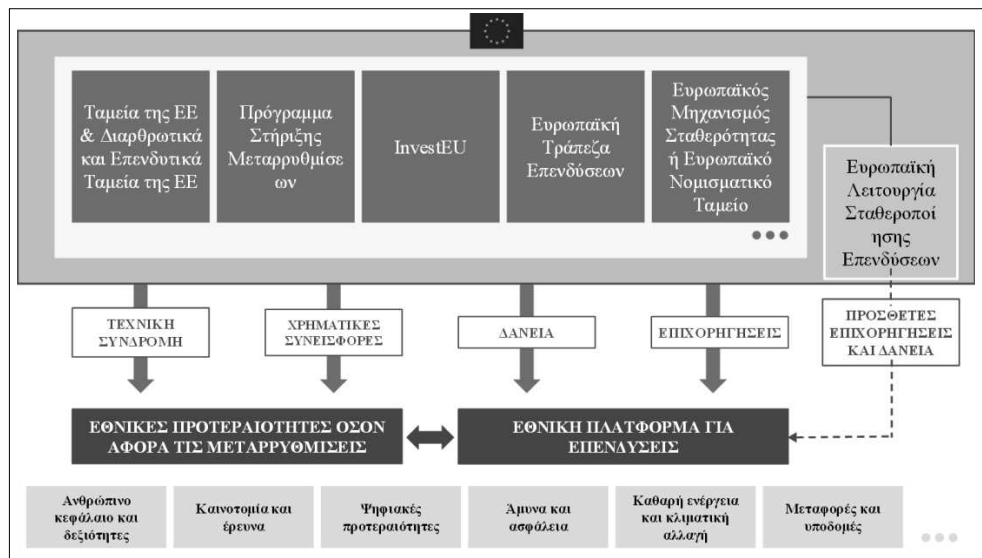 Ταμεία της ΕΕ
& Διαρθρωτικά
και Επενδυτικά
Ταμεία της ΕΕ
Πρόγραμμα
Στήριξης
Μεταρρυθμίσε
ων
InvestEU
Ευρωπαϊκή
Τράπεζα
Επενδύσεων
Ευρωπαϊκός
Μηχανισμός
Σταθερότητας
ή Ευρωπαϊκό
Νομισματικό
Ταμείο
Ευρωπαϊκή
Λειτουργία
Σταθεροποί
ησης
Επενδύσεων
ΤΕΧΝΙΚΗ
ΣΥΝΔΡΟΜΗ
ΧΡΗΜΑΤΙΚΕΣ
ΣΥΝΕΙΣΦΟΡΕΣ
ΔΑΝΕΙΑ
ΕΠΙΧΟΡΗΓΗΣΕΙΣ
ΠΡΟΣΘΕΤΕΣ
ΕΠΙΧΟΡΗΓΗΣΕΙΣ
ΚΑΙ ΔΑΝΕΙΑ
ΕΘΝΙΚΕΣ ΠΡΟΤΕΡΑΙΟΤΗΤΕΣ ΟΣΟΝ
ΑΦΟΡΑ ΤΙΣ ΜΕΤΑΡΡΥΘΜΙΣΕΙΣ
ΕΘΝΙΚΗ ΠΛΑΤΦΟΡΜΑ ΓΙΑ
ΕΠΕΝΔΥΣΕΙΣ
Ανθρώπινο
κεφάλαιο και
δεξιότητες
Καινοτομία και
έρευνα
Ψηφιακές
προτεραιότητες
Άμυνα και
ασφάλεια
Καθαρή ενέργεια
και κλιματική
αλλαγή
Μεταφορές και
υποδομές